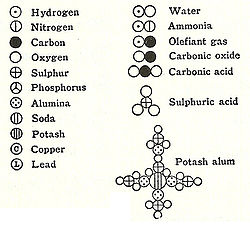 Hydrogen
Nitrogen
Carbon
Oxygen
Sulphur
Phosphorus
Alumina
Soda
Potash
C Copper
L Lead
Water
Ammonia
Olefiant gas
Carbonic oxide
Carbonic acid
Sulphuric acid
Potash alum